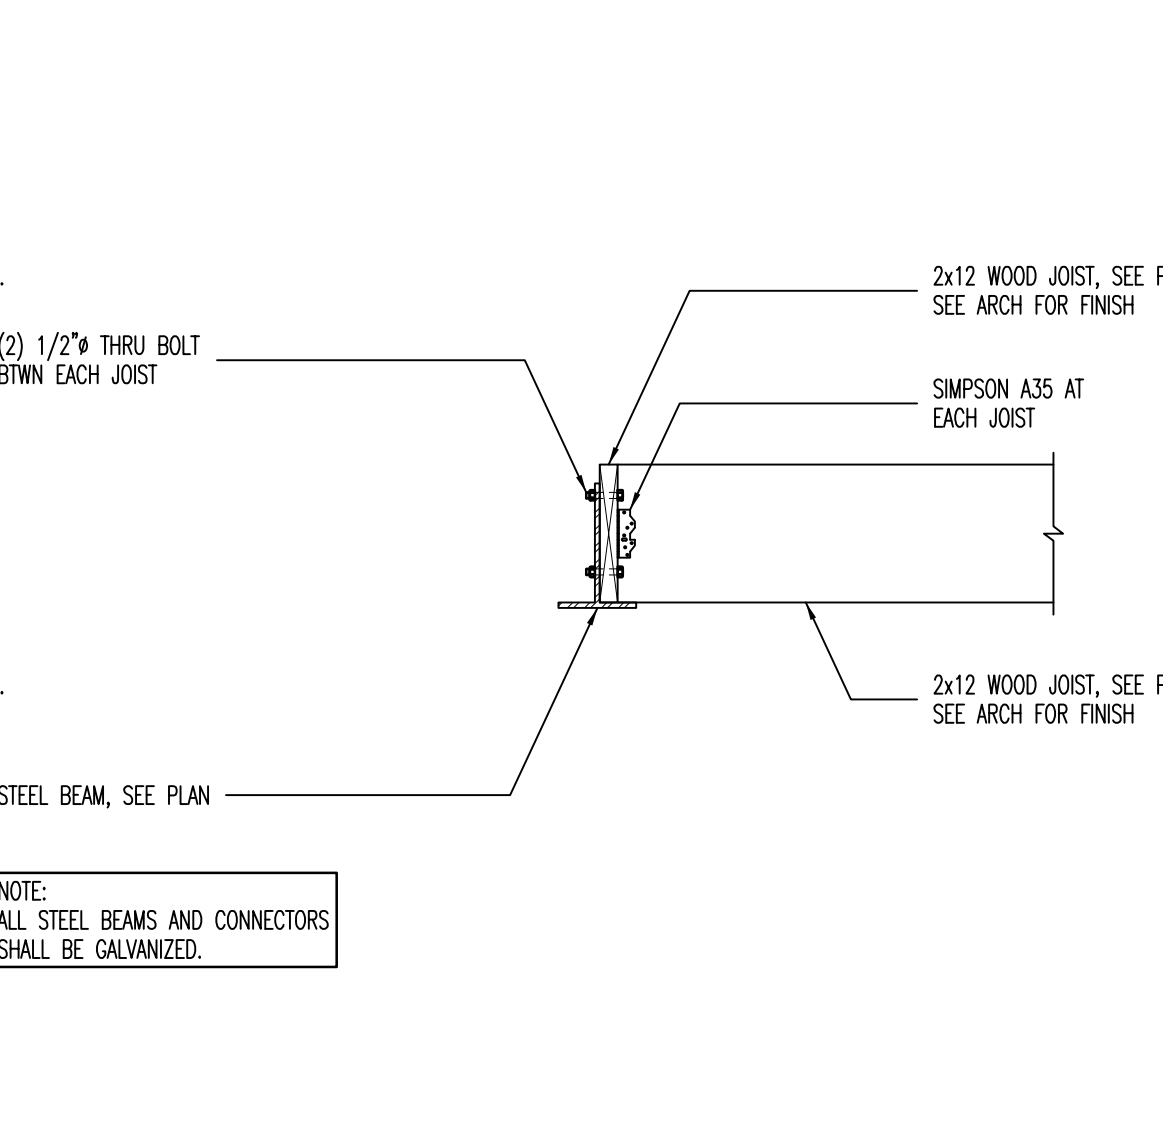 (2) 1/2"ø THRU BOLT
BTWN EACH JOIST
2x12 WOOD JOIST, SEE
SEE ARCH FOR FINISH
SIMPSON A35 AT
EACH JOIST
2x12 WOOD JOIST, SEE
SEE ARCH FOR FINISH
STEEL BEAM, SEE PLAN
NOTE:
ALL STEEL BEAMS AND CONNECTORS
SHALL BE GALVANIZED.